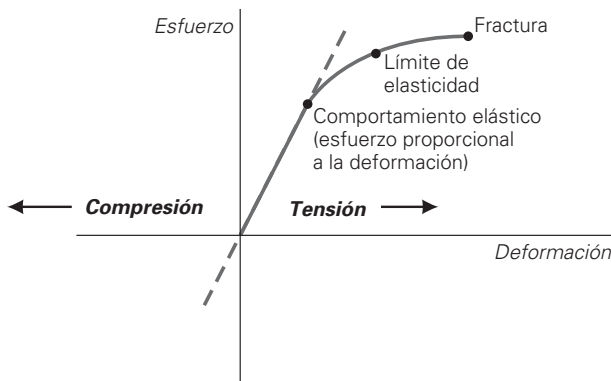 Esfuerzo
Fractura
Límite de
elasticidad
Comportamiento elástico
(esfuerzo proporcional
a la deformación)
Compresión
Tensión
Deformación